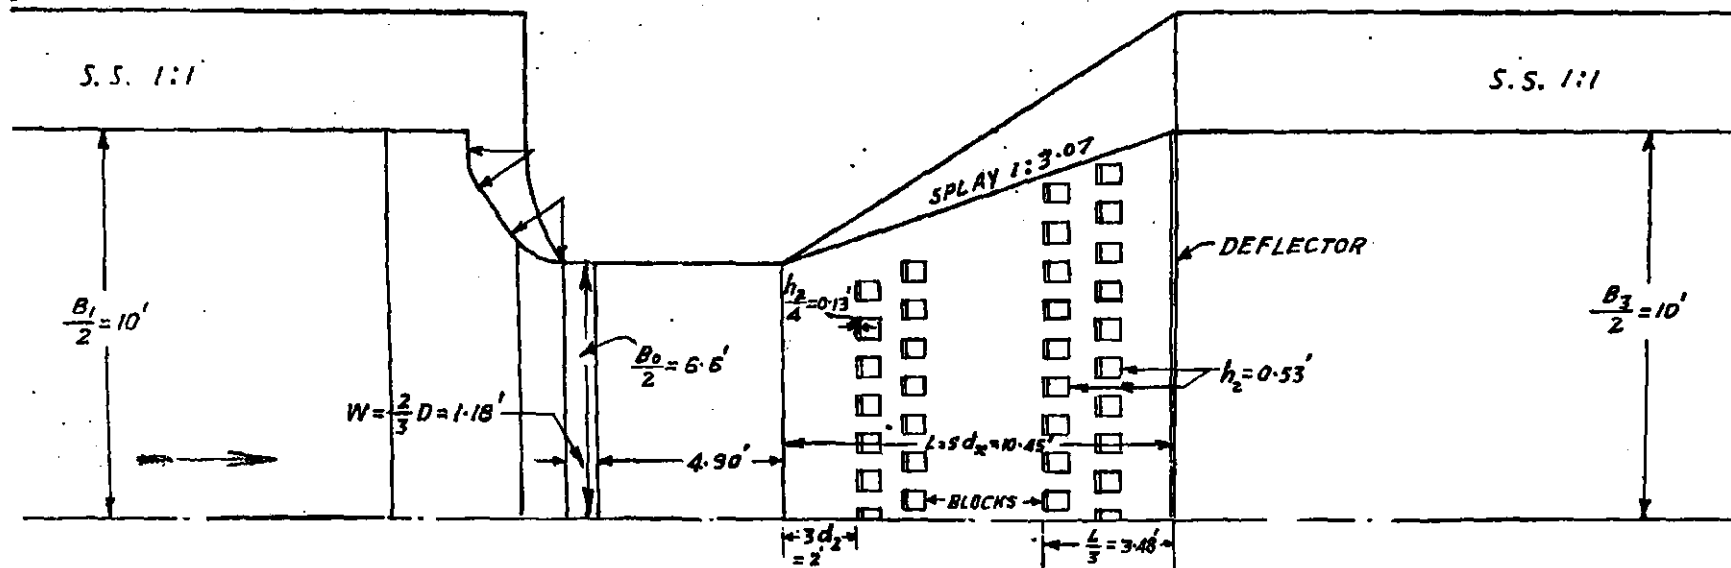 S.S. 1:1
S.S. 1:1
SPLAY 1:3.07
DEFLECTOR
B₁/2 = 10'
h₂/4 = 0.13'
B₃/2 = 10'
B₀/2 = 6.6'
h₂ = 0.53'
W = 2/3 D = 1.18'
L = 5 dₓ = 10.45'
4.90'
BLOCKS
3 d₂
= 2'
L/3 = 3.48'